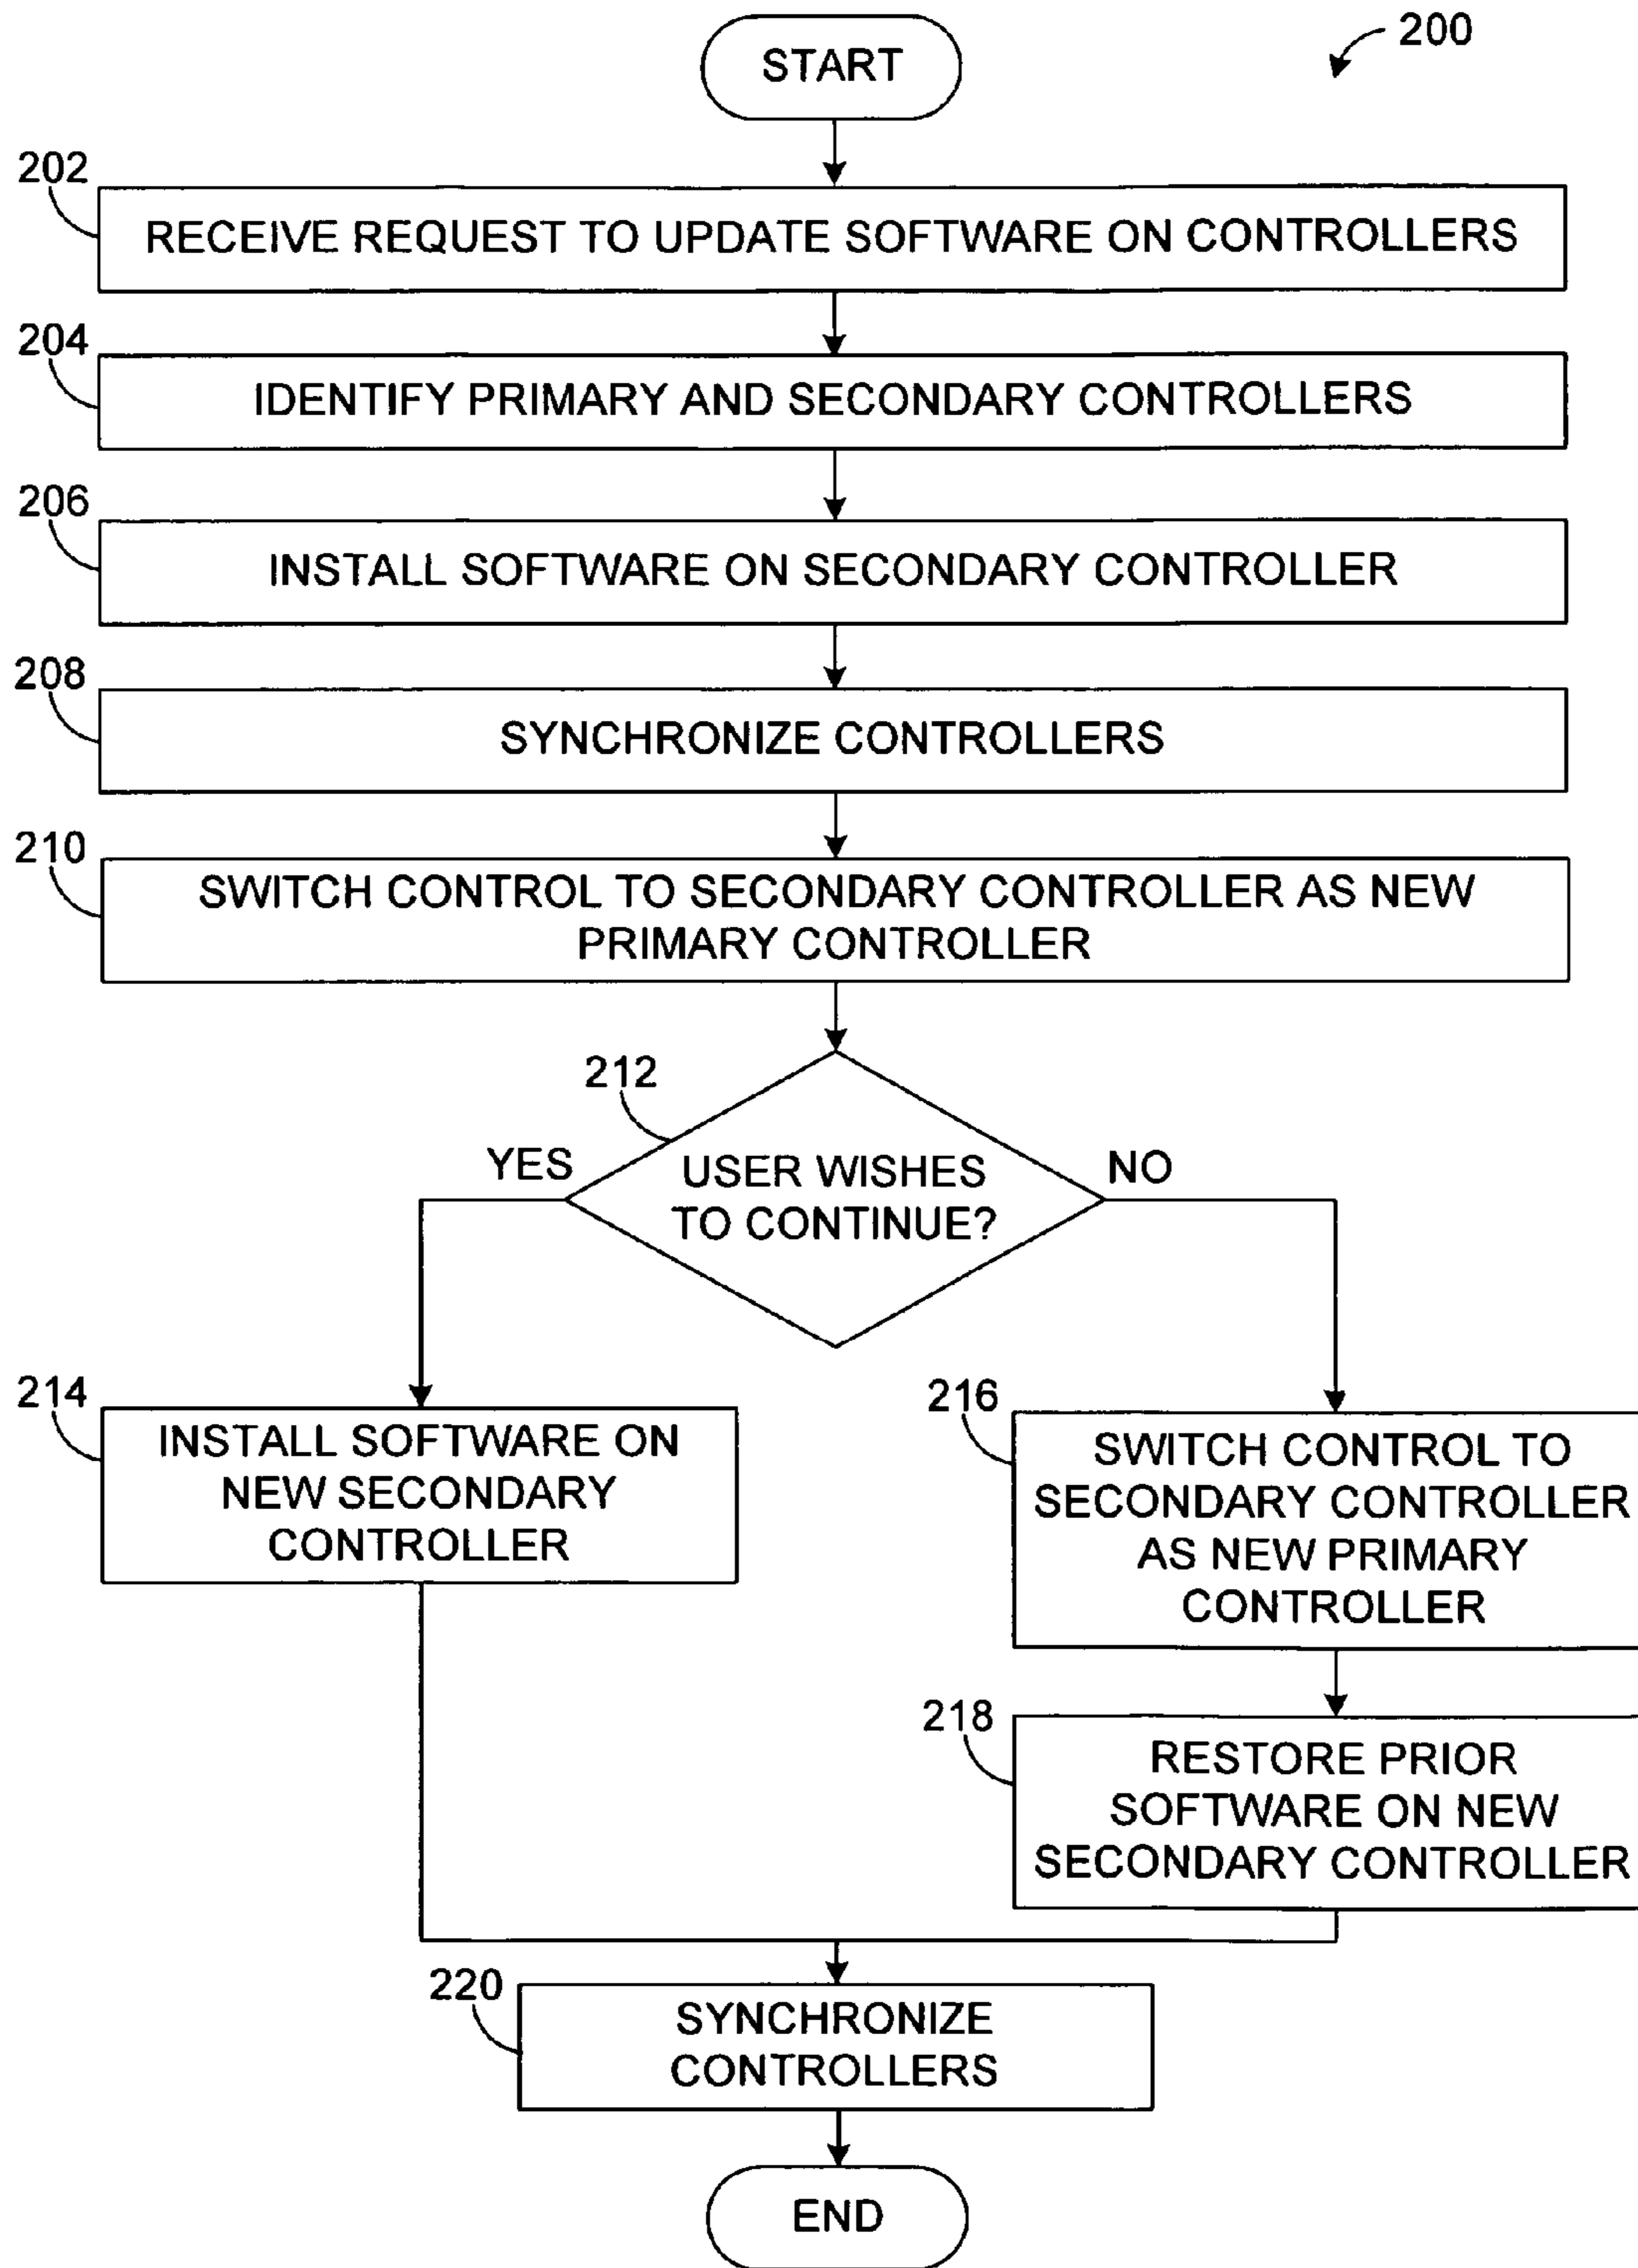 START
200
202
RECEIVE REQUEST TO UPDATE SOFTWARE ON CONTROLLERS
204
IDENTIFY PRIMARY AND SECONDARY CONTROLLERS
206
INSTALL SOFTWARE ON SECONDARY CONTROLLER
208
SYNCHRONIZE CONTROLLERS
210
SWITCH CONTROL TO SECONDARY CONTROLLER AS NEW
PRIMARY CONTROLLER
212
YES
USER WISHES
TO CONTINUE?
NO
214
INSTALL SOFTWARE ON
NEW SECONDARY
CONTROLLER
216
SWITCH CONTROL TO
SECONDARY CONTROLLER
AS NEW PRIMARY
CONTROLLER
218
RESTORE PRIOR
SOFTWARE ON NEW
SECONDARY CONTROLLER
220
SYNCHRONIZE
CONTROLLERS
END